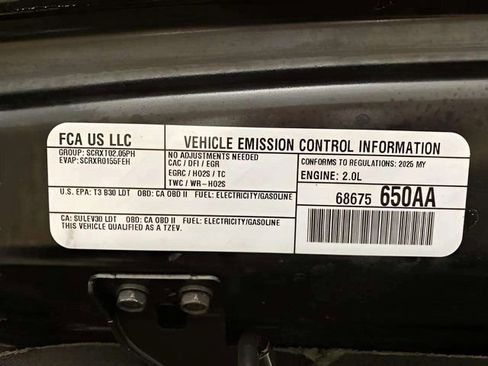 FCA US LLC
VEHICLE EMISSION CONTROL INFORMATION
GROUP: SCRXT02.05PH
EVAP: SCRXR0155FEH
NO ADJUSTMENTS NEEDED
CAC / DFI / EGR
EGRC / HO2S / TC
TWC / WR-HO2S
CONFORMS TO REGULATIONS: 2025 MY
ENGINE: 2.0L
U.S. EPA: T3 B30 LDT OBD: CA OBD II FUEL: ELECTRICITY/GASOLINE
68675 650AA
CA: SULEV30 LDT OBD: CA OBD II FUEL: ELECTRICITY/GASOLINE
THIS VEHICLE QUALIFIED AS A TZEV.